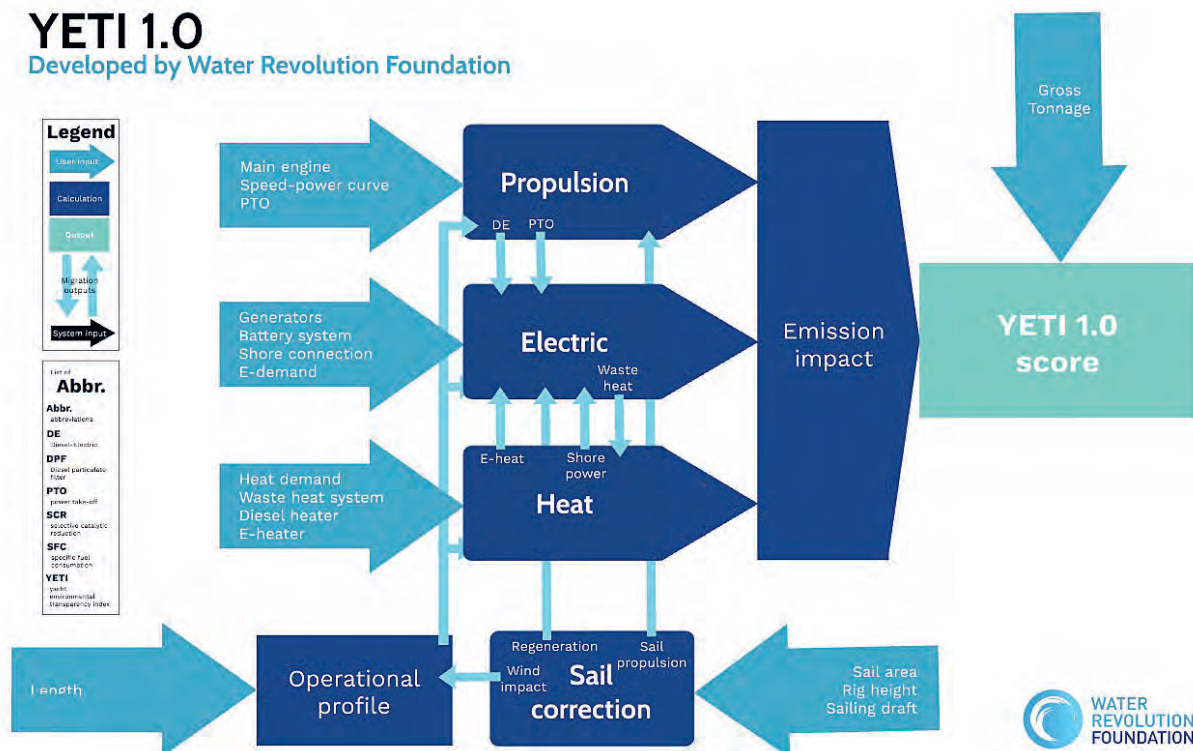 YETI 1.0
Developed by Water Revolution Foundation
Legend
User input
Calculation
Output
Migration
outputs
System input
List of
Abbr.
Abbr.
abbreviations
DE
Diesel-Electric
DPF
Diesel particulate
filter
PTO
power take-off
SCR
selective catalytic
reduction
SFC
specific fuel
consumption
YETI
yacht
environmental
transparency index
Main engine
Speed-power curve
PTO
Propulsion
DE
PTO
Generators
Battery system
Shore connection
E-demand
Electric
Waste
heat
Heat demand
Waste heat system
Diesel heater
E-heater
E-heat
Shore
power
Heat
Emission
impact
Gross
Tonnage
YETI 1.0
score
Length
Operational
profile
Regeneration
Sail
propulsion
Wind
impact
Sail
correction
Sail area
Rig height
Sailing draft
WATER
REVOLUTION
FOUNDATION